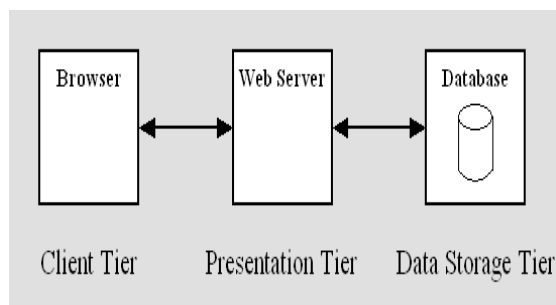 Browser
Web Server
Database
Client Tier
Presentation Tier
Data Storage Tier